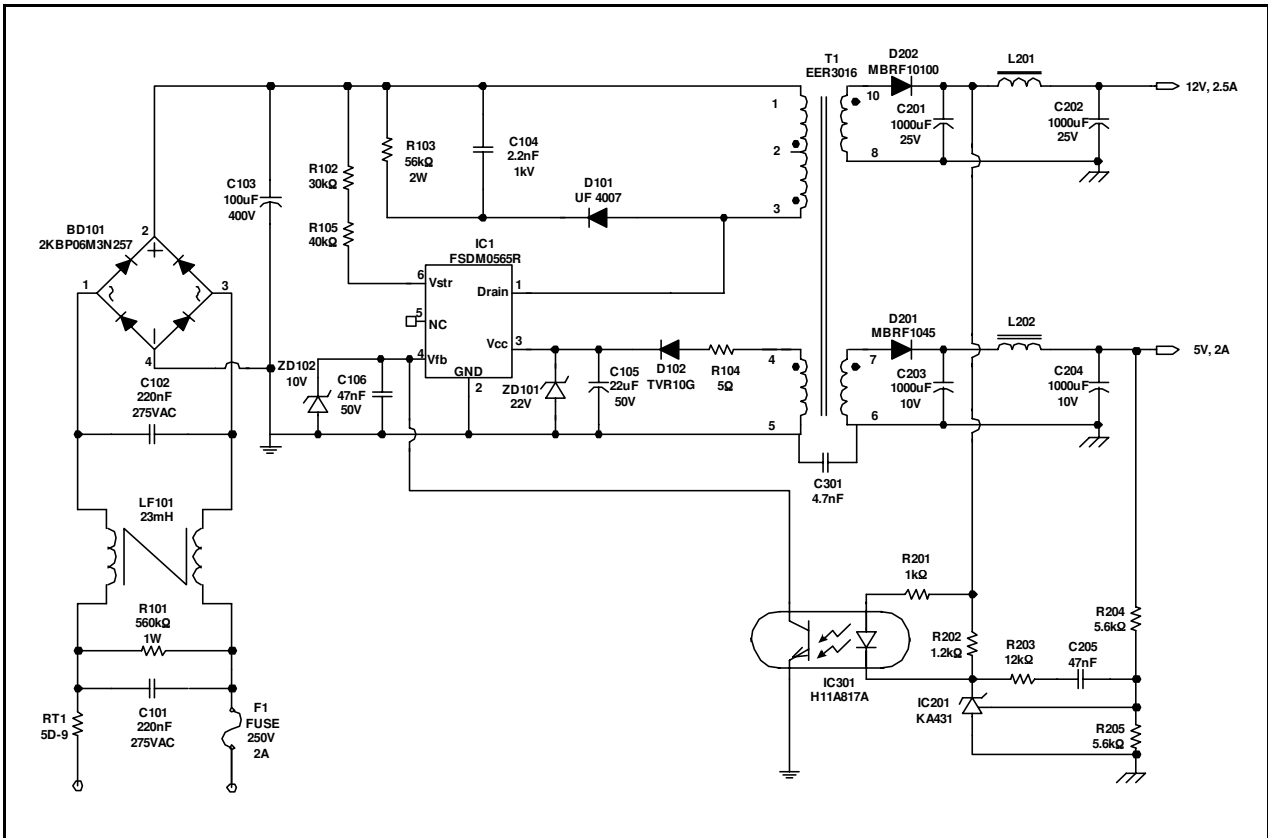 T1
EER3016
D202
MBRF10100
L201
1
2
3
10
8
C201
1000uF
25V
C202
1000uF
25V
12V, 2.5A
R103
56kΩ
2W
C104
2.2nF
1kV
R102
30kΩ
C103
100uF
400V
D101
UF 4007
R105
40kΩ
BD101
2KBP06M3N257
2
1
3
4
IC1
FSDM0565R
6
Vstr
Drain
1
5
NC
Vcc
3
4
Vfb
GND
2
ZD102
10V
C106
47nF
50V
ZD101
22V
C105
22uF
50V
D102
TVR10G
R104
5Ω
4
5
7
6
D201
MBRF1045
L202
C203
1000uF
10V
C204
1000uF
10V
5V, 2A
C102
220nF
275VAC
C301
4.7nF
LF101
23mH
R101
560kΩ
1W
C101
220nF
275VAC
RT1
5D-9
F1
FUSE
250V
2A
R201
1kΩ
R202
1.2kΩ
R203
12kΩ
C205
47nF
R204
5.6kΩ
IC301
H11A817A
IC201
KA431
R205
5.6kΩ